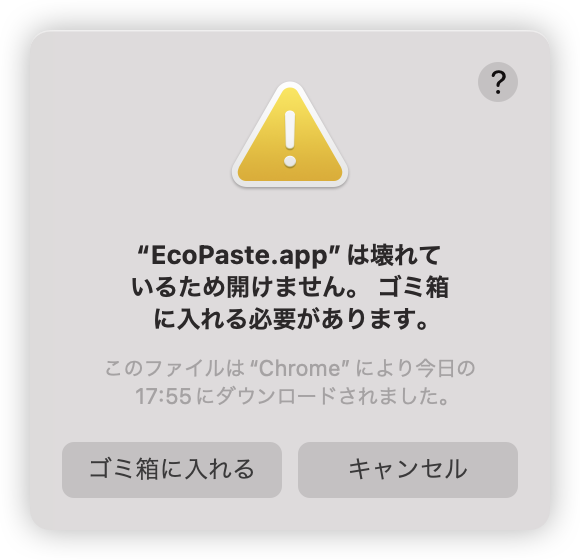 ?
“EcoPaste.app” は壊れて
いるため開けません。 ゴミ箱
に入れる必要があります。
このファイルは “Chrome” により今日の
17:55 にダウンロードされました。
ゴミ箱に入れる
キャンセル